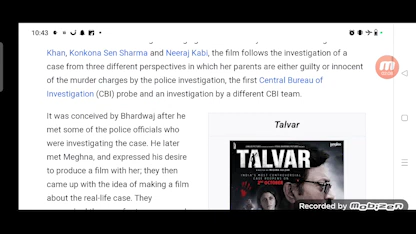 10:43
Khan, Konkona Sen Sharma and Neeraj Kabi, the film follows the investigation of a
case from three different perspectives in which her parents are either guilty or innocent
of the murder charges by the police investigation, the first Central Bureau of
Investigation (CBI) probe and an investigation by a different CBI team.
It was conceived by Bhardwaj after he
met some of the police officials who
were investigating the case. He later
met Meghna, and expressed his desire
to produce a film with her; they then
came up with the idea of making a film
about the real-life case. They
Talvar
TALVAR
INDIA'S MOST CONTROVERSIAL
Recorded by Mobizen